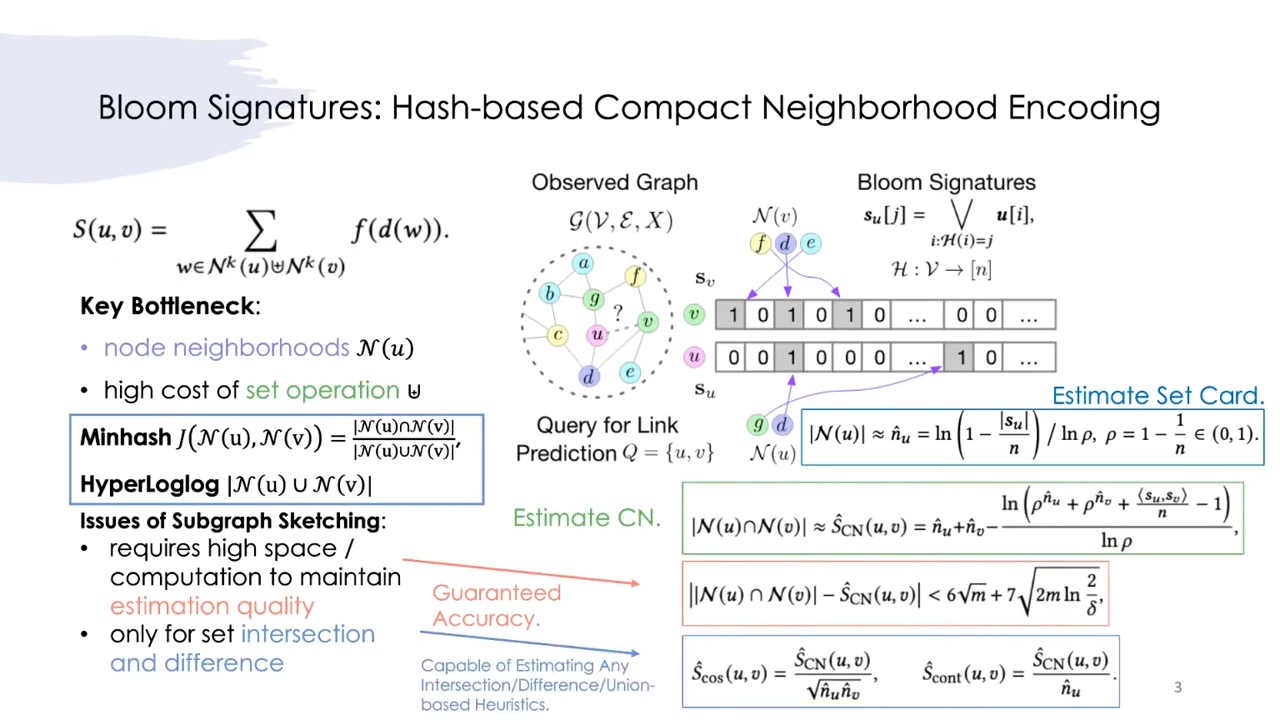 Bloom Signatures: Hash-based Compact Neighborhood Encoding
S(u, v) = ∑ f(d(w)).
w∈𝒩ᵏ(u)⊎𝒩ᵏ(v)
Key Bottleneck:
• node neighborhoods 𝒩(u)
• high cost of set operation ⊎
Minhash J(𝒩(u), 𝒩(v)) = |𝒩(u)∩𝒩(v)| / |𝒩(u)∪𝒩(v)|,
HyperLoglog |𝒩(u) ∪ 𝒩(v)|
Issues of Subgraph Sketching:
• requires high space /
computation to maintain
estimation quality
• only for set intersection
and difference
Observed Graph
𝒢(𝒱, ℰ, X)
a
b
g
f
?
c
u
v
d
e
Query for Link
Prediction Q = {u, v}
Bloom Signatures
s_u[j] = ⋁ u[i],
i:ℋ(i)=j
ℋ : 𝒱 → [n]
𝒩(v)
f d e
s_v
v 1 0 1 0 1 0 ... 0 0 ...
u 0 0 1 0 0 0 ... 1 0 ...
s_u
g d
𝒩(u)
Estimate Set Card.
|𝒩(u)| ≈ n̂_u = ln (1 − |s_u| / n) / ln ρ, ρ = 1 − 1/n ∈ (0, 1).
Estimate CN.
|𝒩(u)∩𝒩(v)| ≈ Ŝ_CN(u, v) = n̂_u+n̂_v− ln (ρ^n̂_u + ρ^n̂_v + ⟨s_u,s_v⟩/n − 1) / ln ρ,
Guaranteed
Accuracy.
||𝒩(u) ∩ 𝒩(v)| − Ŝ_CN(u, v)| < 6√m + 7√(2m ln 2/δ),
Capable of Estimating Any
Intersection/Difference/Union-
based Heuristics.
Ŝ_cos(u, v) = Ŝ_CN(u, v) / √(n̂_u n̂_v), Ŝ_cont(u, v) = Ŝ_CN(u, v) / n̂_u.
3